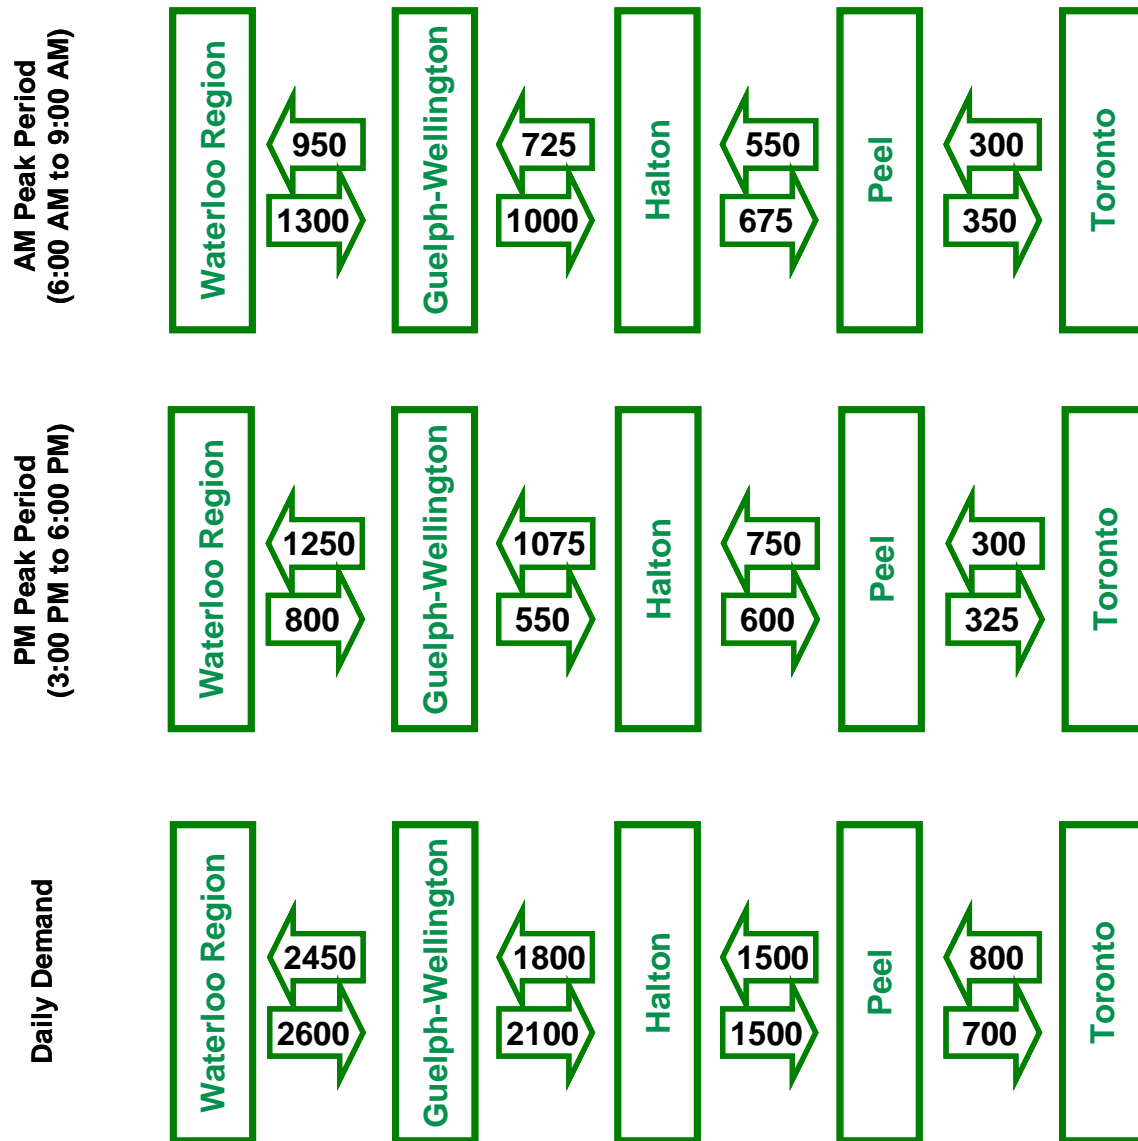 AM Peak Period
(6:00 AM to 9:00 AM)
Waterloo Region
950
1300
Guelph-Wellington
725
1000
Halton
550
675
Peel
300
350
Toronto
PM Peak Period
(3:00 PM to 6:00 PM)
Waterloo Region
1250
800
Guelph-Wellington
1075
550
Halton
750
600
Peel
300
325
Toronto
Daily Demand
Waterloo Region
2450
2600
Guelph-Wellington
1800
2100
Halton
1500
1500
Peel
800
700
Toronto